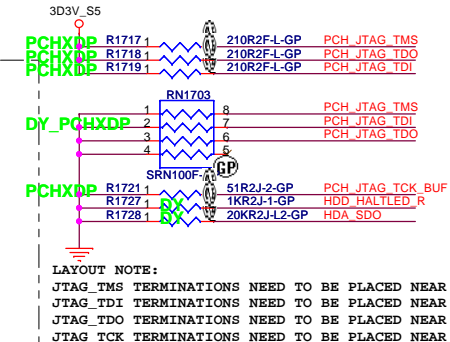 3D3V_S5
PCHXDP R1717 1 210R2F-L-GP PCH_JTAG_TMS
PCHXDP R1718 1 210R2F-L-GP PCH_JTAG_TDO
PCHXDP R1719 1 210R2F-L-GP PCH_JTAG_TDI
RN1703
1 8 PCH_JTAG_TMS
DY_PCHXDP 2 7 PCH_JTAG_TDI
3 6 PCH_JTAG_TDO
4 5
SRN100F- GP
PCHXDP R1721 1 51R2J-2-GP PCH_JTAG_TCK_BUF
R1727 1 DY 1KR2J-1-GP HDD_HALTLED_R
R1728 1 DY 20KR2J-L2-GP HDA_SDO
LAYOUT NOTE:
JTAG_TMS TERMINATIONS NEED TO BE PLACED NEAR
JTAG_TDI TERMINATIONS NEED TO BE PLACED NEAR
JTAG_TDO TERMINATIONS NEED TO BE PLACED NEAR
JTAG_TCK TERMINATIONS NEED TO BE PLACED NEAR